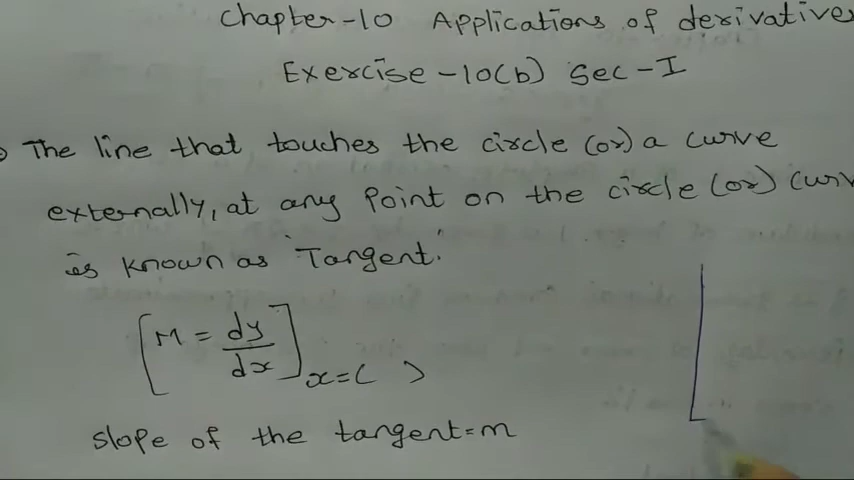 Chapter-10 Applications of derivatives
Exercise-10(b) Sec-I
The line that touches the circle (or) a curve
externally, at any point on the circle (or) curv
is known as 'Tangent.'
[M = dy/dx] x=( )
slope of the tangent=m